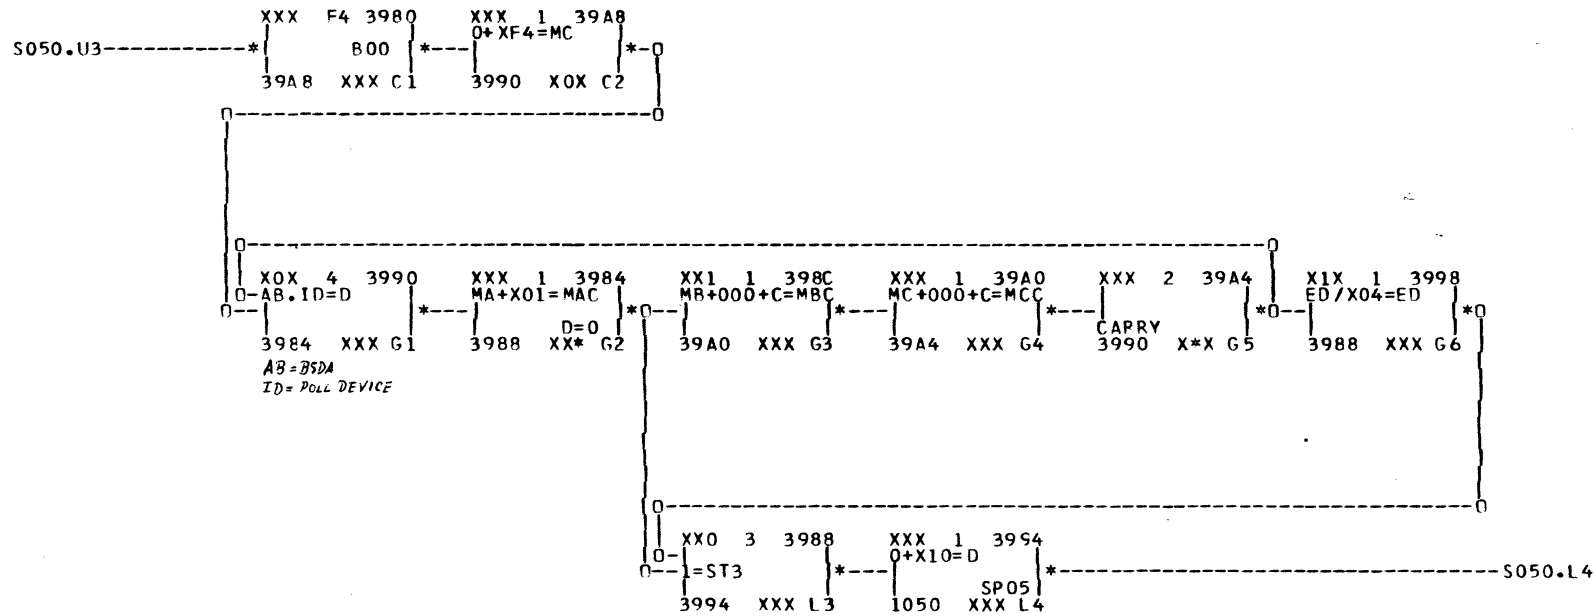 XXX F4 3980 XXX 1 39A8
0+XF4=MC
S050.U3 B00
39A8 XXX C1 3990 X0X C2
X0X 4 3990 XXX 1 3984 XX1 1 398C XXX 1 39A0 XXX 2 39A4 X1X 1 3998
AB.ID=D MA+X01=MAC MB+000+C=MBC MC+000+C=MCC ED/X04=ED
D=0 CARRY
3984 XXX G1 3988 XX* G2 39A0 XXX G3 39A4 XXX G4 3990 X*X G5 3988 XXX G6
AB=BSDA
ID=POLL DEVICE
XX0 3 3988 XXX 1 3994
0+X10=D
1=ST3 S050.L4
SP05
3994 XXX L3 1050 XXX L4